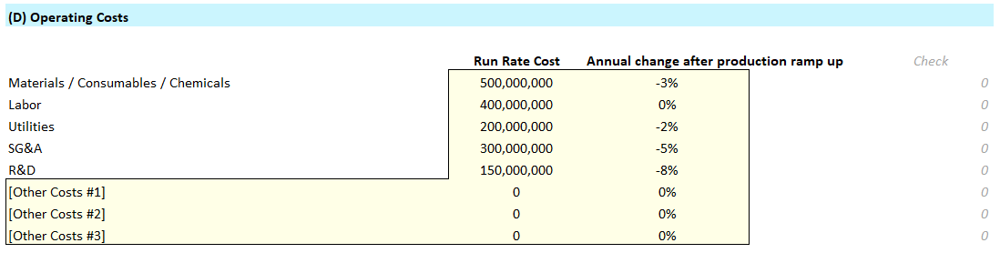 (D) Operating Costs
Run Rate Cost Annual change after production ramp up Check
Materials / Consumables / Chemicals 500,000,000 -3% 0
Labor 400,000,000 0% 0
Utilities 200,000,000 -2% 0
SG&A 300,000,000 -5% 0
R&D 150,000,000 -8% 0
[Other Costs #1] 0 0% 0
[Other Costs #2] 0 0% 0
[Other Costs #3] 0 0% 0